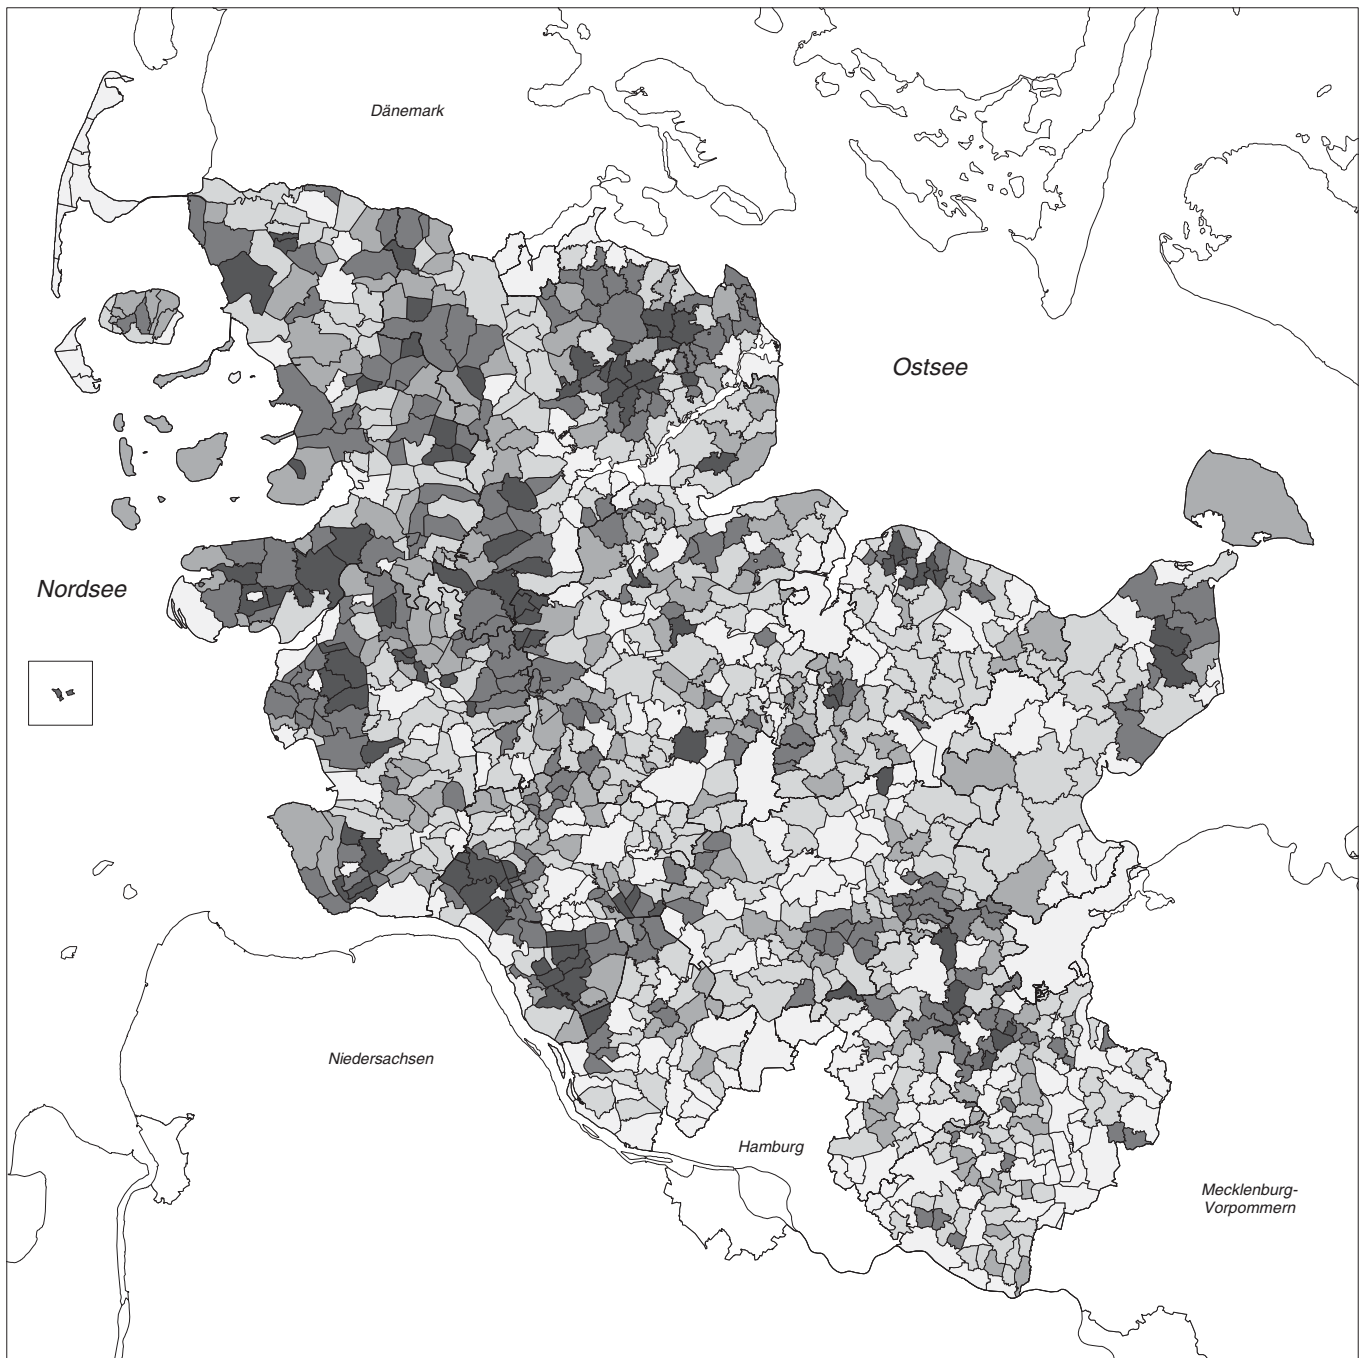 Dänemark
Ostsee
Nordsee
Niedersachsen
Hamburg
Mecklenburg-
Vorpommern